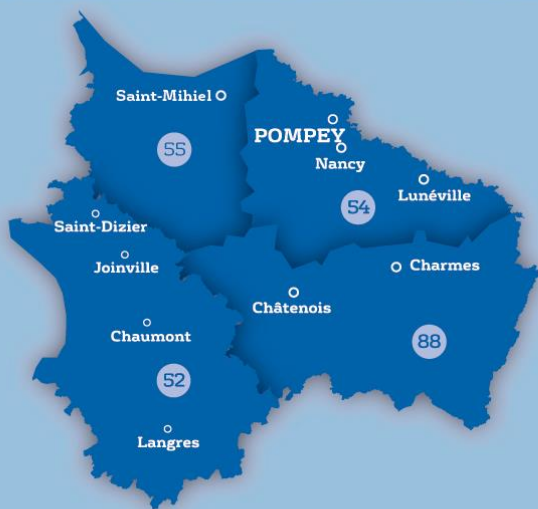 Saint-Mihiel
POMPEY
55
Nancy
Lunéville
54
Saint-Dizier
Joinville
Charmes
Châtenois
Chaumont
88
52
Langres